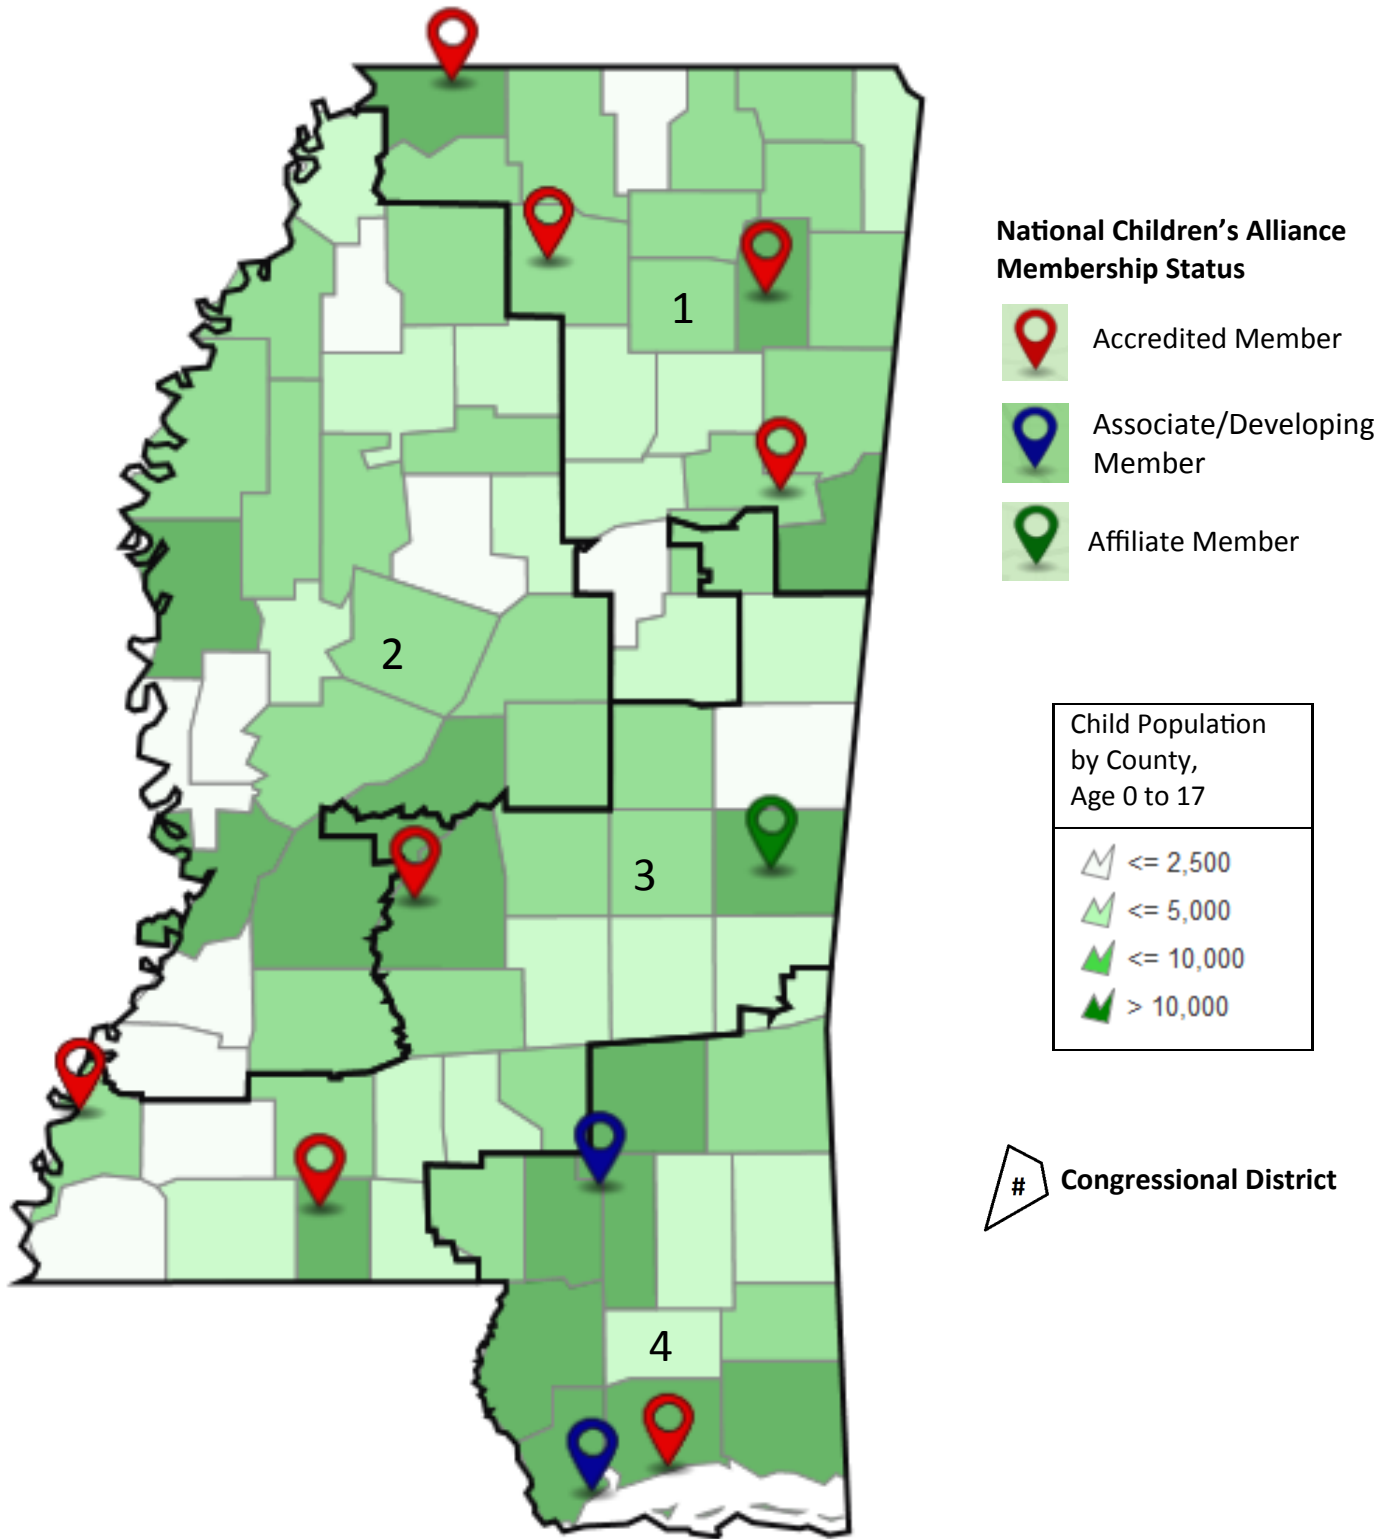 1
2
3
4
National Children’s Alliance
Membership Status
Accredited Member
Associate/Developing
Member
Affiliate Member
Child Population
by County,
Age 0 to 17
<= 2,500
<= 5,000
<= 10,000
> 10,000
# Congressional District